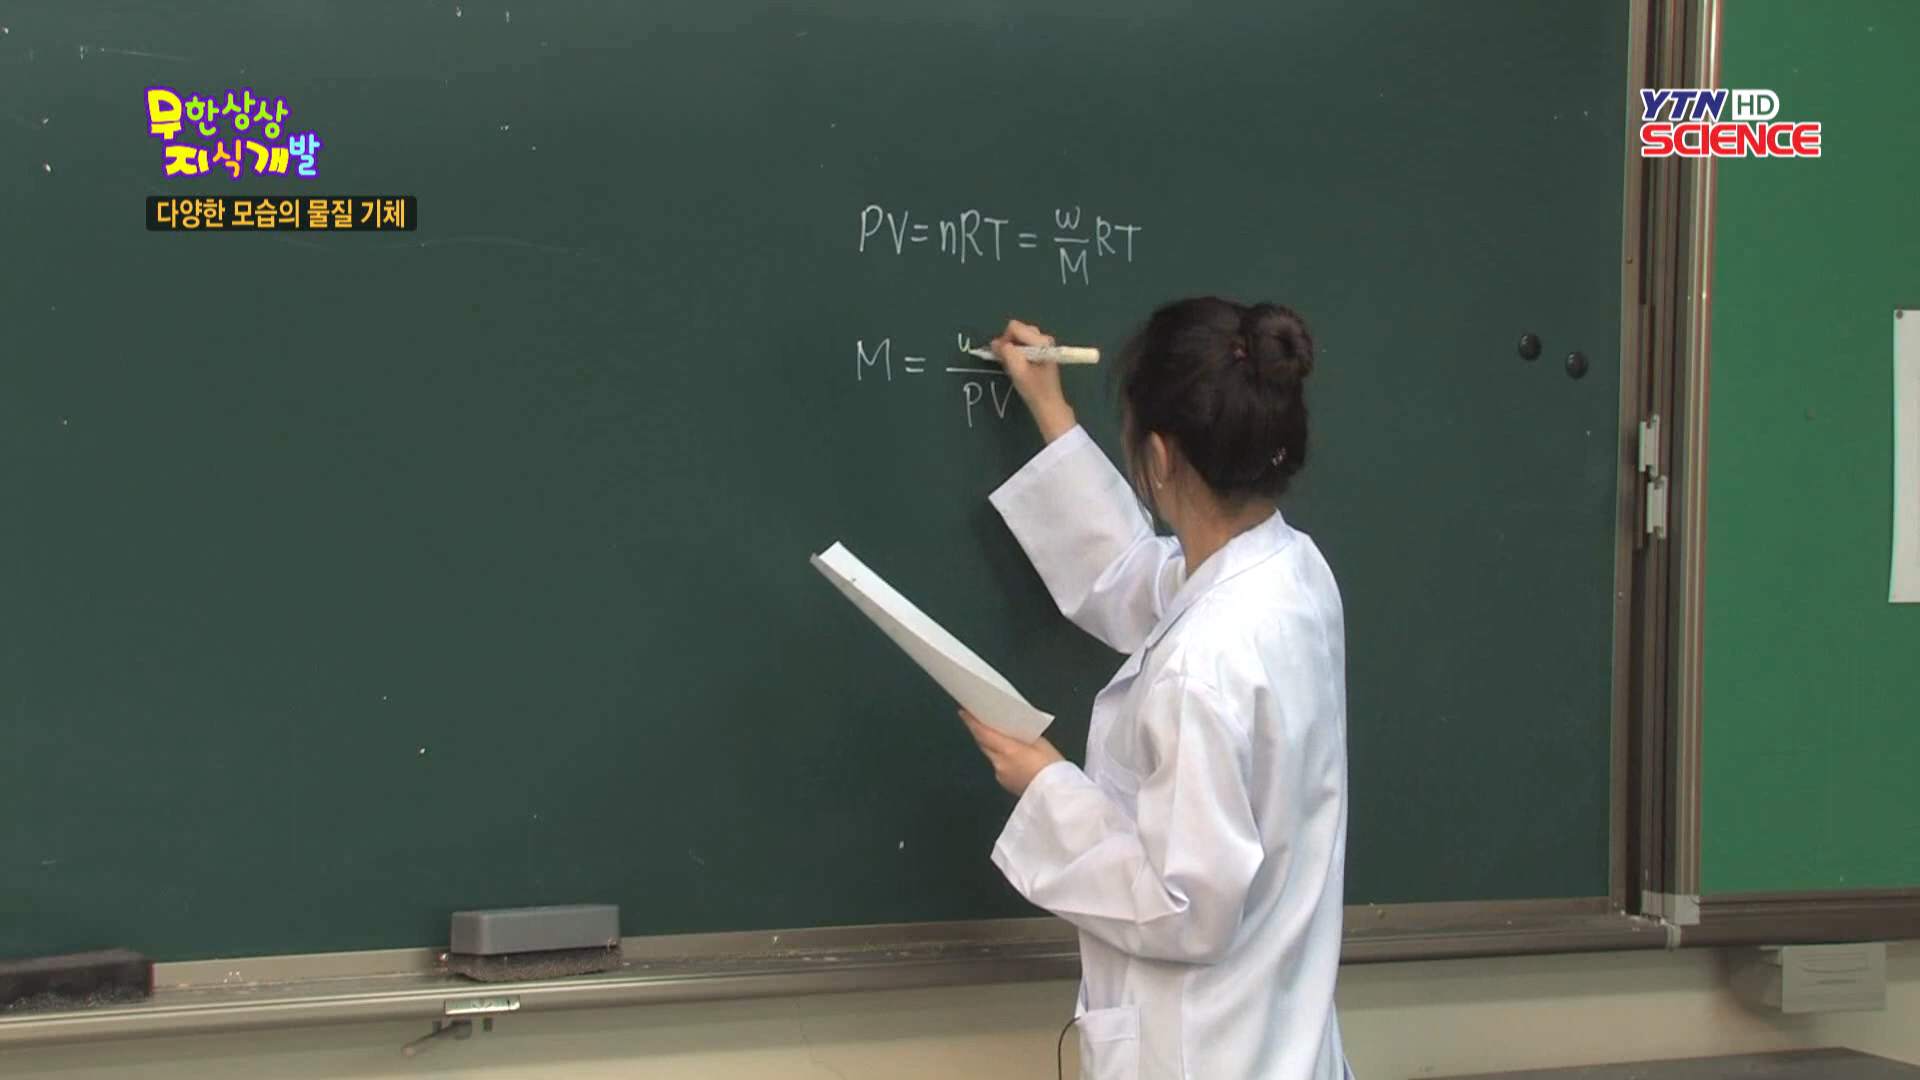 무한상상
지식개발
다양한 모습의 물질 기체
YTN HD
SCIENCE
PV=nRT = w/M RT
M = w/PV